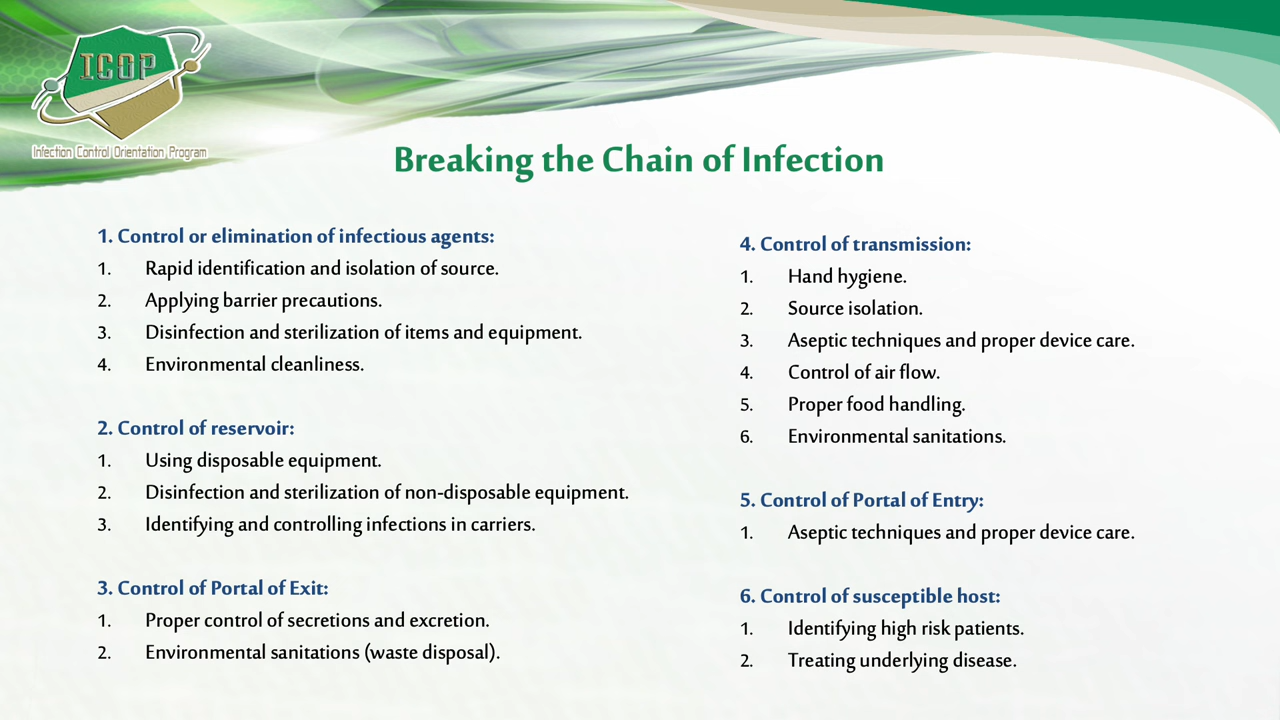 ICOP
Infection Control Orientation Program
Breaking the Chain of Infection
1. Control or elimination of infectious agents:
1. Rapid identification and isolation of source.
2. Applying barrier precautions.
3. Disinfection and sterilization of items and equipment.
4. Environmental cleanliness.
2. Control of reservoir:
1. Using disposable equipment.
2. Disinfection and sterilization of non-disposable equipment.
3. Identifying and controlling infections in carriers.
3. Control of Portal of Exit:
1. Proper control of secretions and excretion.
2. Environmental sanitations (waste disposal).
4. Control of transmission:
1. Hand hygiene.
2. Source isolation.
3. Aseptic techniques and proper device care.
4. Control of air flow.
5. Proper food handling.
6. Environmental sanitations.
5. Control of Portal of Entry:
1. Aseptic techniques and proper device care.
6. Control of susceptible host:
1. Identifying high risk patients.
2. Treating underlying disease.